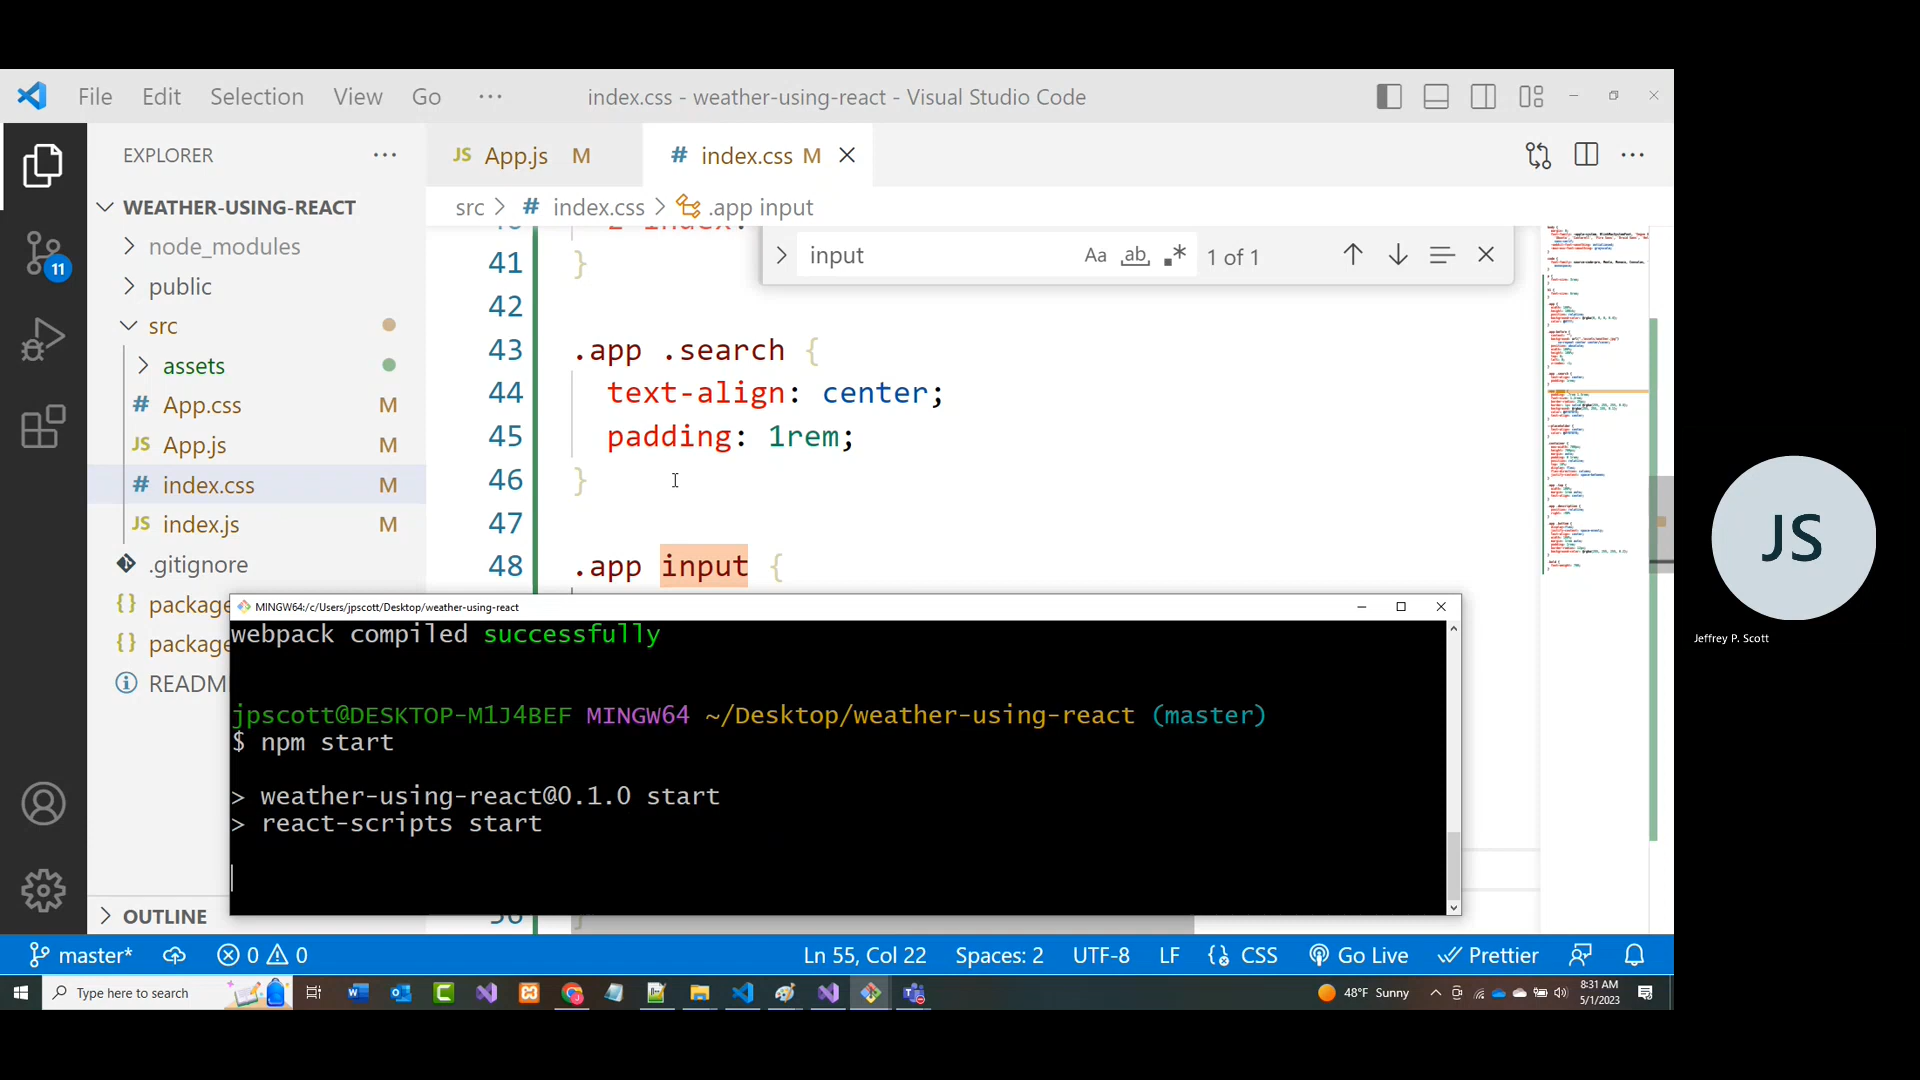 File Edit Selection View Go ···
index.css - weather-using-react - Visual Studio Code
EXPLORER ···
WEATHER-USING-REACT
node_modules
public
src
assets
# App.css M
JS App.js M
# index.css M
JS index.js M
.gitignore
{} package
{} package
README
OUTLINE
JS App.js M
# index.css M
src > # index.css > .app input
input
Aa ab .* 1 of 1
41 }
42
43 .app .search {
44 text-align: center;
45 padding: 1rem;
46 }
47
48 .app input {
MINGW64:/c/Users/jpscott/Desktop/weather-using-react
webpack compiled successfully
jpscott@DESKTOP-M1J4BEF MINGW64 ~/Desktop/weather-using-react (master)
$ npm start
> weather-using-react@0.1.0 start
> react-scripts start
11
master* 0 0
Ln 55, Col 22 Spaces: 2 UTF-8 LF {} CSS Go Live Prettier
Type here to search
48°F Sunny
8:31 AM
5/1/2023
JS
Jeffrey P. Scott